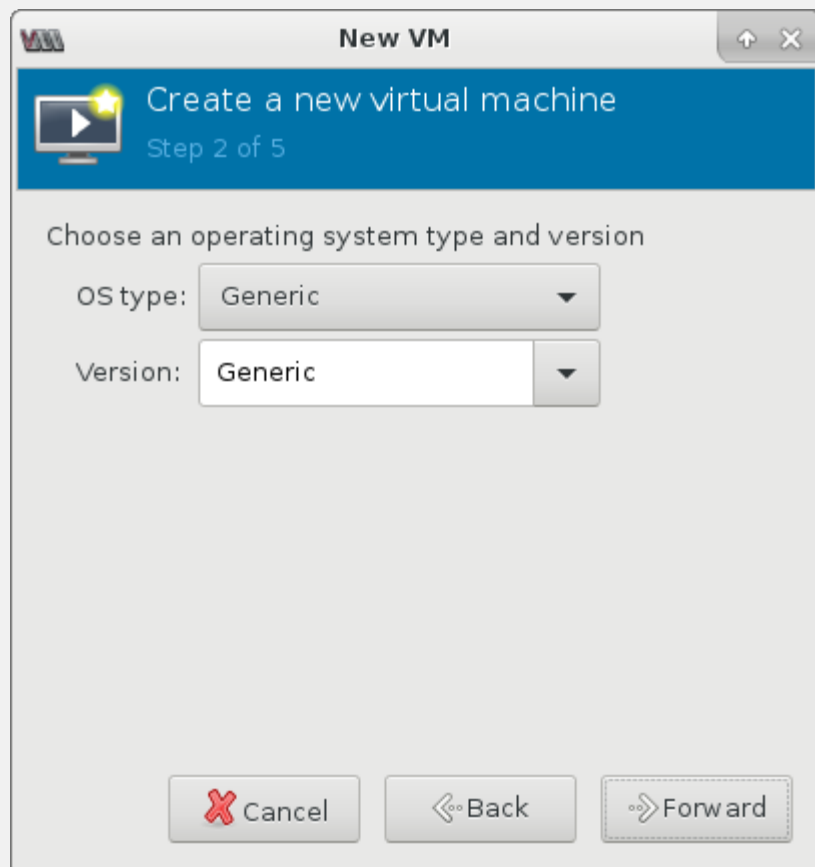 New VM
Create a new virtual machine
Step 2 of 5
Choose an operating system type and version
OS type: Generic
Version: Generic
Cancel Back Forward